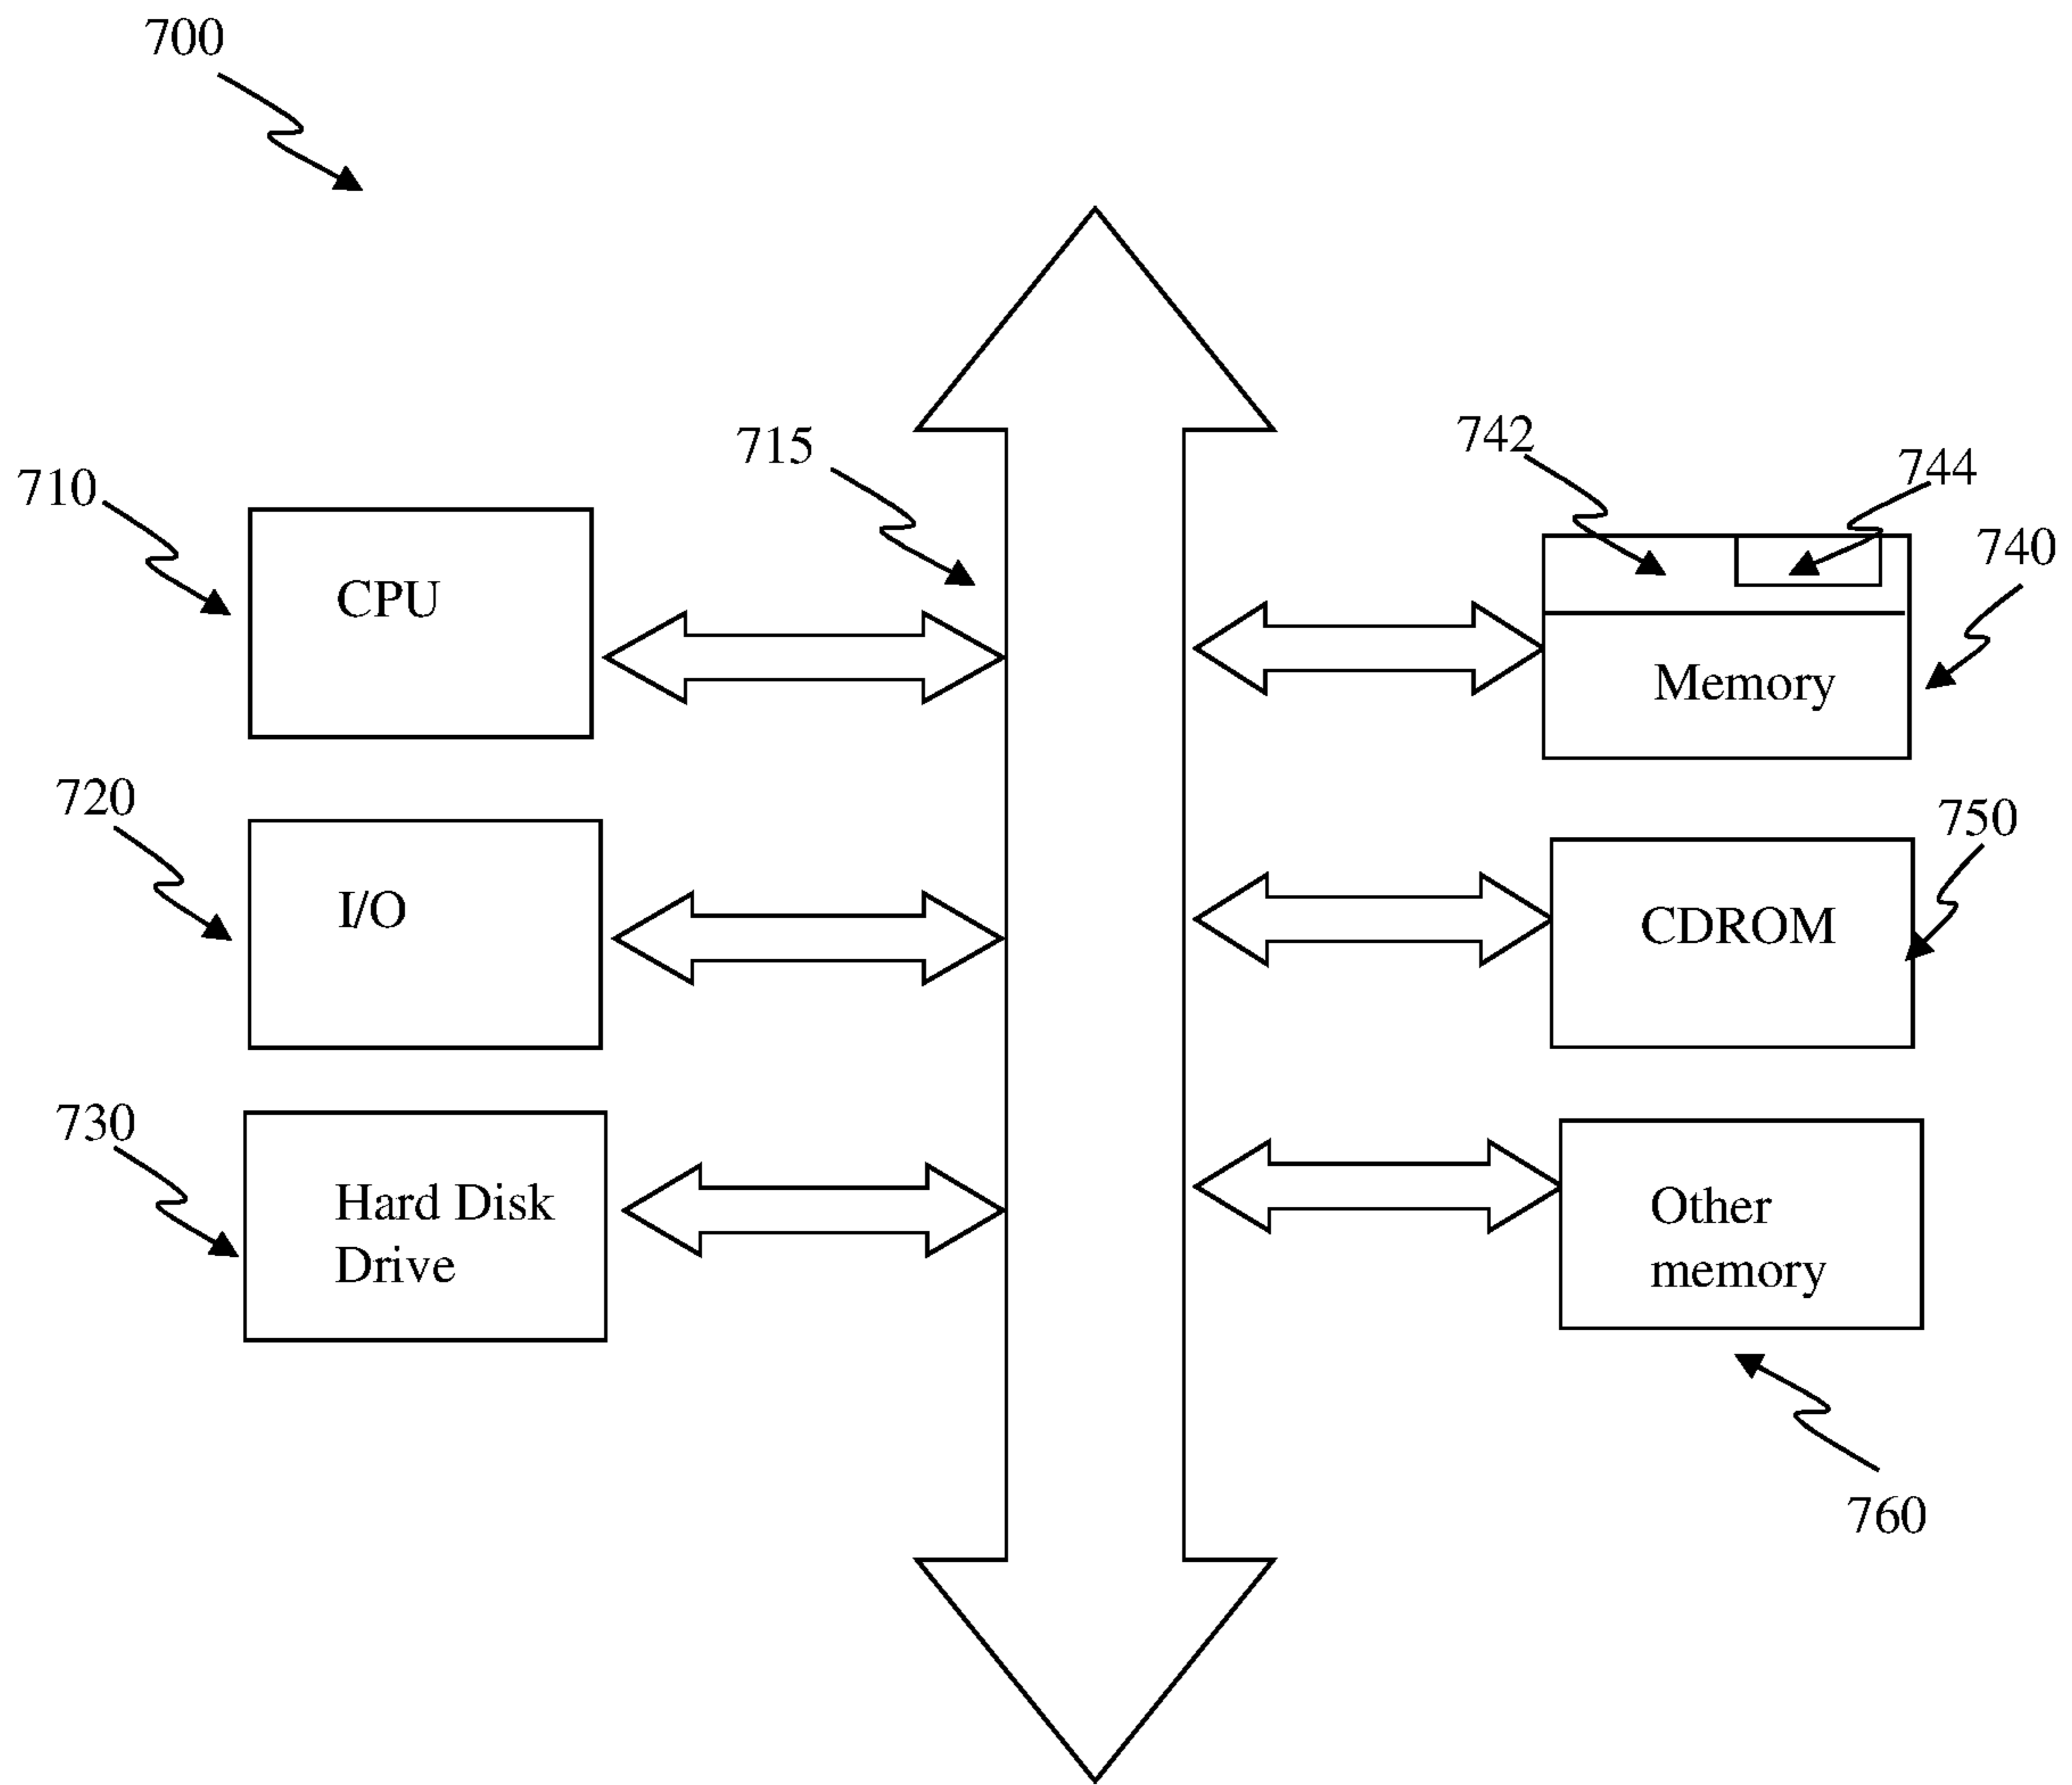 700
715
742
744
710
740
CPU
Memory
720
750
I/O
CDROM
730
Hard Disk
Drive
Other
memory
760